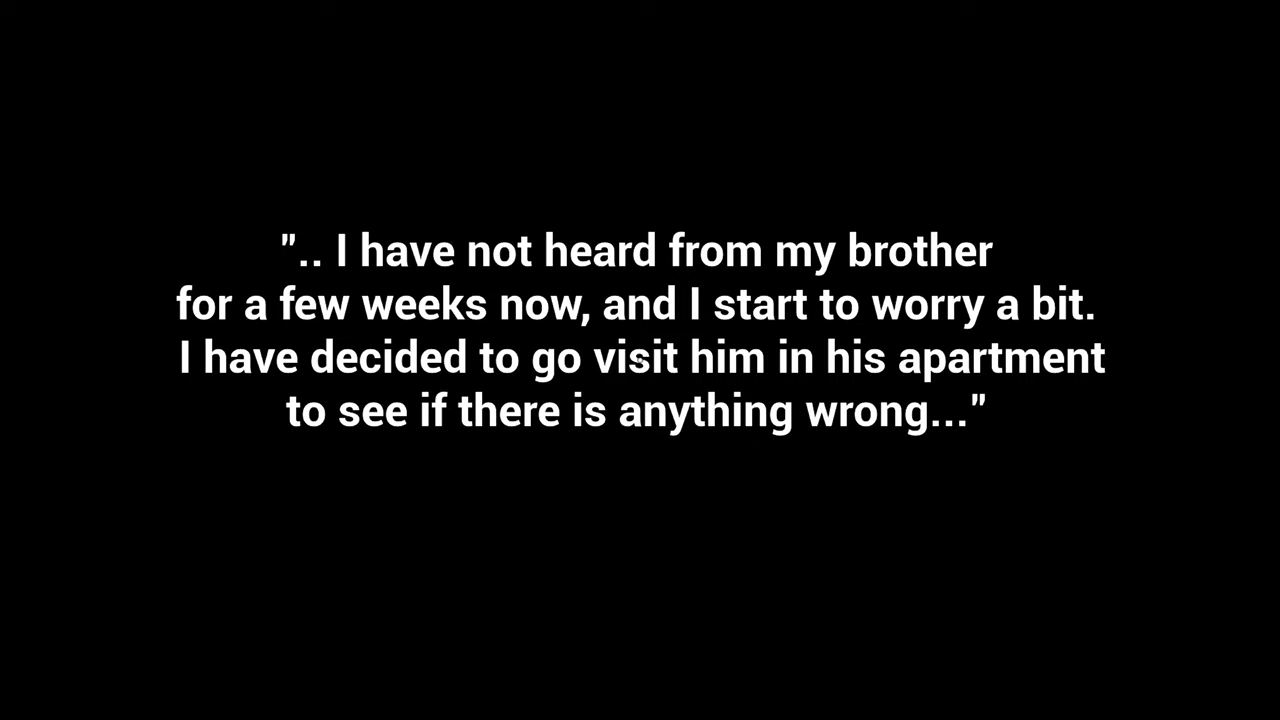 ".. I have not heard from my brother
for a few weeks now, and I start to worry a bit.
I have decided to go visit him in his apartment
to see if there is anything wrong..."